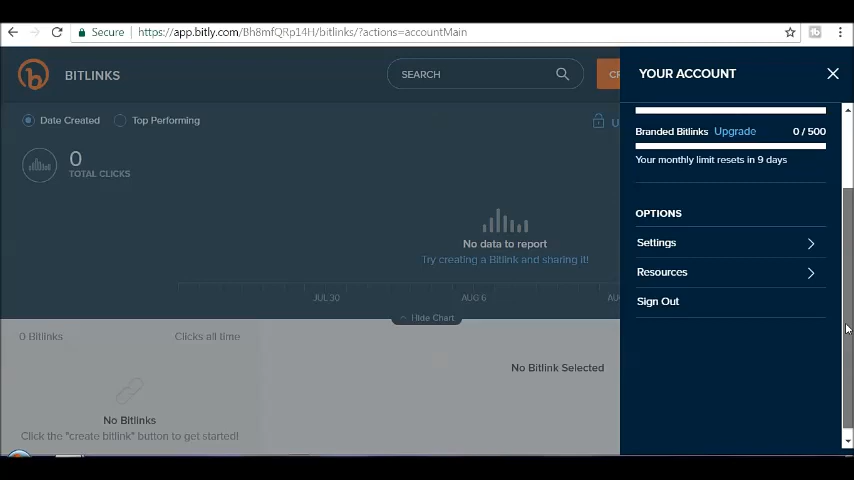 Secure
https://app.bitly.com/Bh8mfQRp14H/bitlinks/?actions=accountMain
BITLINKS
SEARCH
YOUR ACCOUNT
Date Created
Top Performing
Branded Bitlinks Upgrade 0 / 500
Your monthly limit resets in 9 days
0
TOTAL CLICKS
OPTIONS
No data to report
Try creating a Bitlink and sharing it!
Settings
Resources
Sign Out
JUL 30
AUG 6
Hide Chart
0 Bitlinks
Clicks all time
No Bitlink Selected
No Bitlinks
Click the "create bitlink" button to get started!